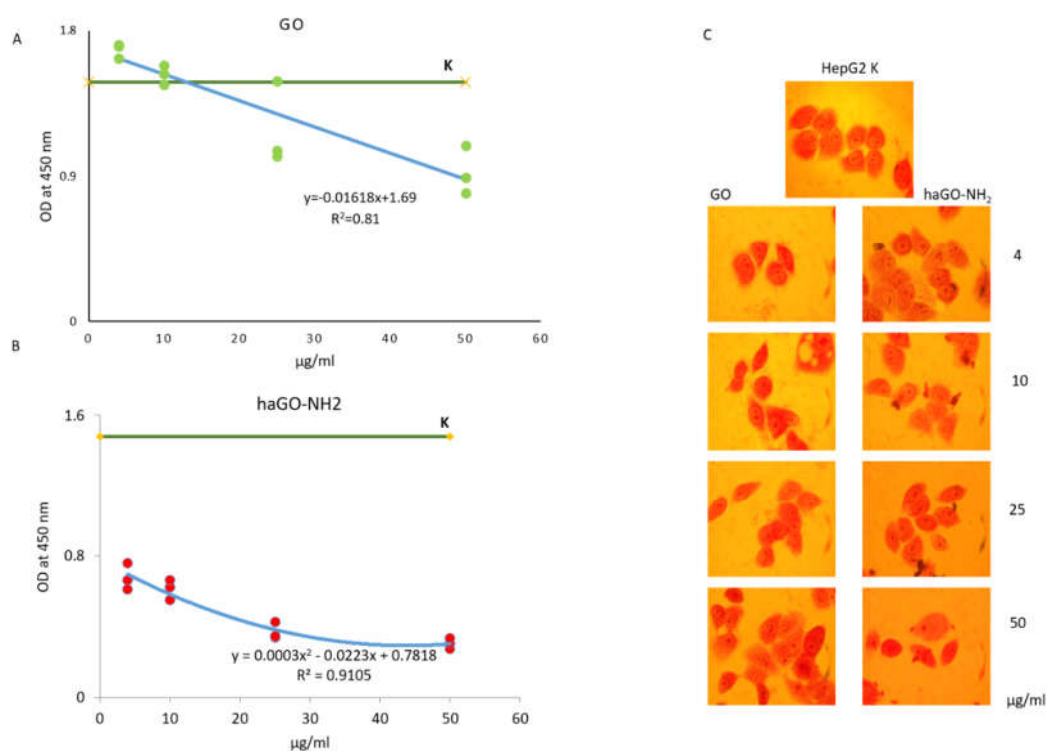 A
GO
1.8
K
OD at 450 nm
0.9
y=-0.01618x+1.69
R²=0.81
0
0 10 20 30 40 50 60
µg/ml
B
haGO-NH2
1.6
K
OD at 450 nm
0.8
y = 0.0003x² - 0.0223x + 0.7818
R² = 0.9105
0
0 10 20 30 40 50 60
µg/ml
C
HepG2 K
GO haGO-NH₂
4
10
25
50
µg/ml